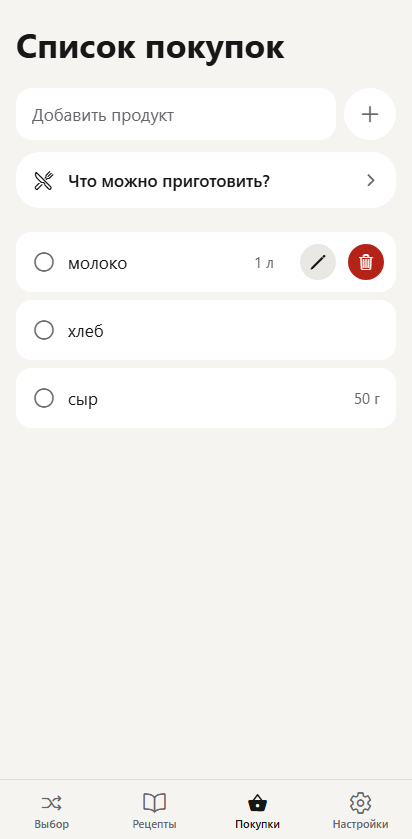 Список покупок
Добавить продукт
Что можно приготовить?
молоко 1 л
хлеб
сыр 50 г
Выбор Рецепты Покупки Настройки